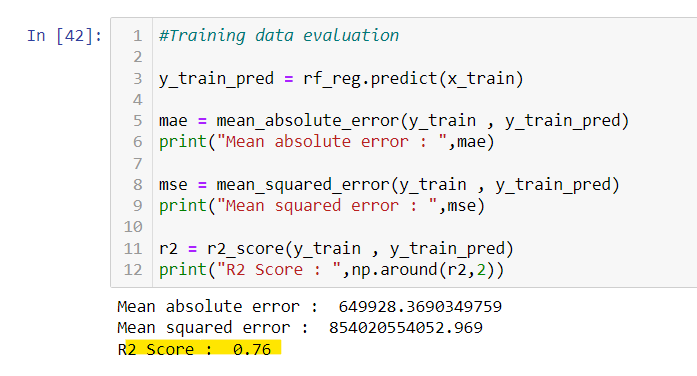 In [42]:
1 #Training data evaluation
2
3 y_train_pred = rf_reg.predict(x_train)
4
5 mae = mean_absolute_error(y_train , y_train_pred)
6 print("Mean absolute error : ",mae)
7
8 mse = mean_squared_error(y_train , y_train_pred)
9 print("Mean squared error : ",mse)
10
11 r2 = r2_score(y_train , y_train_pred)
12 print("R2 Score : ",np.around(r2,2))
Mean absolute error :  649928.3690349759
Mean squared error :  854020554052.969
R2 Score :  0.76